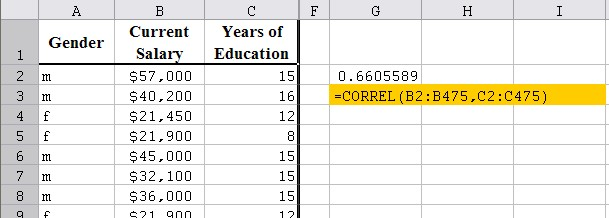 A B C F G H I
1 Gender Current Salary Years of Education
2 m $57,000 15 0.6605589
3 m $40,200 16 =CORREL(B2:B475,C2:C475)
4 f $21,450 12
5 f $21,900 8
6 m $45,000 15
7 m $32,100 15
8 m $36,000 15
9 f $21,900 12